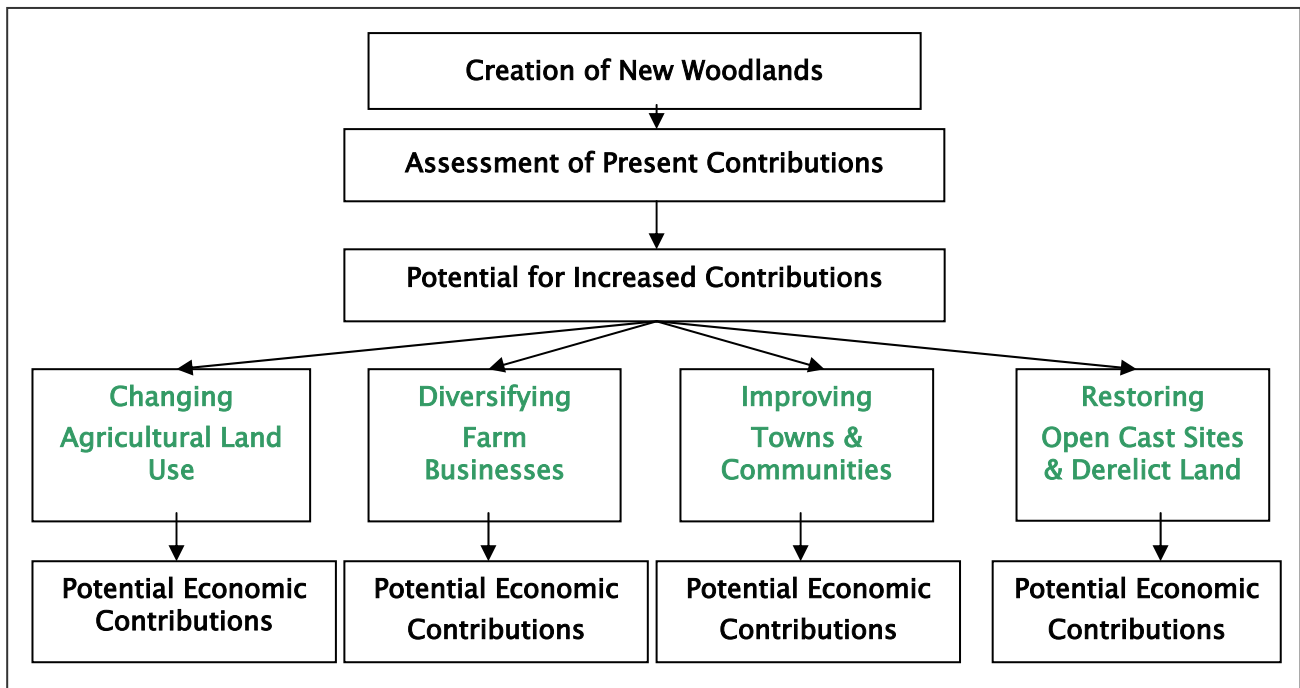 Creation of New Woodlands
Assessment of Present Contributions
Potential for Increased Contributions
Changing
Agricultural Land
Use
Diversifying
Farm
Businesses
Improving
Towns &
Communities
Restoring
Open Cast Sites
& Derelict Land
Potential Economic
Contributions
Potential Economic
Contributions
Potential Economic
Contributions
Potential Economic
Contributions